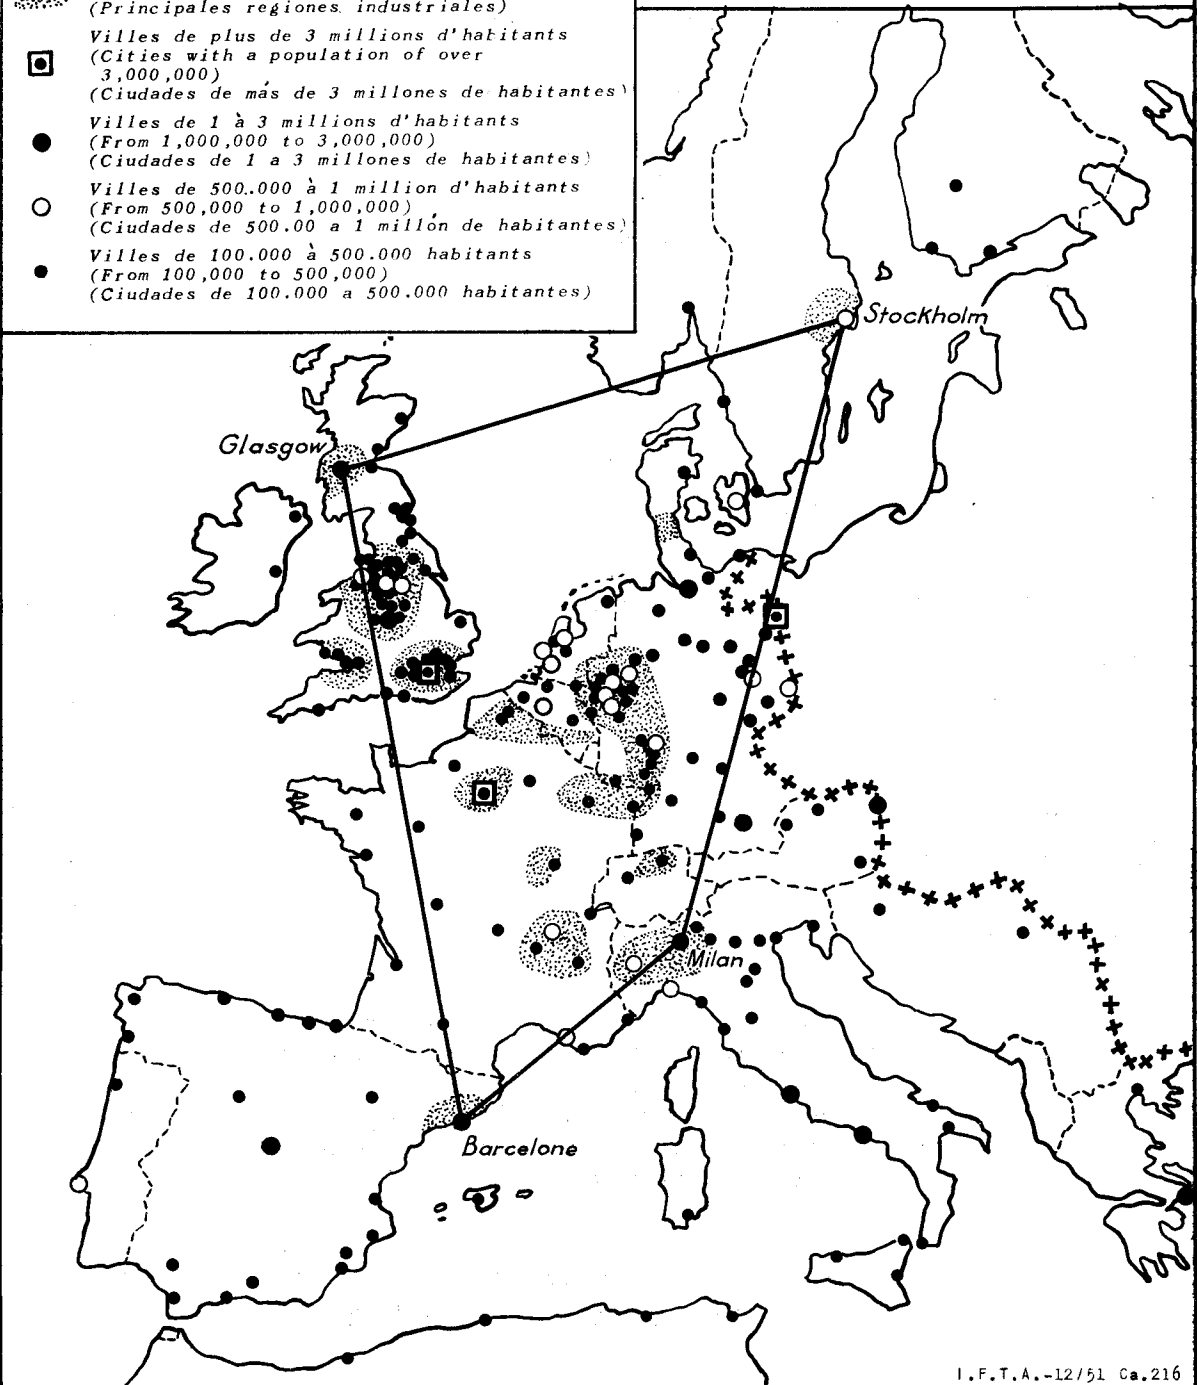 (Principales regiones industriales)
Villes de plus de 3 millions d'habitants
(Cities with a population of over
3,000,000)
(Ciudades de más de 3 millones de habitantes)
Villes de 1 à 3 millions d'habitants
(From 1,000,000 to 3,000,000)
(Ciudades de 1 a 3 millones de habitantes)
Villes de 500.000 à 1 million d'habitants
(From 500,000 to 1,000,000)
(Ciudades de 500.00 a 1 millón de habitantes)
Villes de 100.000 à 500.000 habitants
(From 100,000 to 500,000)
(Ciudades de 100.000 a 500.000 habitantes)
Stockholm
Glasgow
Milan
Barcelone
I.F.T.A.-12/51 Ca.216